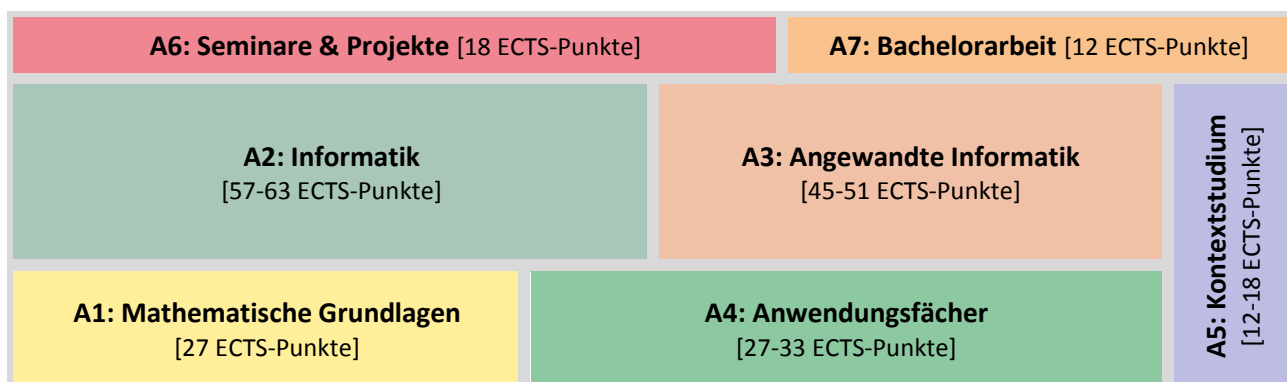 A6: Seminare & Projekte [18 ECTS-Punkte]
A7: Bachelorarbeit [12 ECTS-Punkte]
A2: Informatik
[57-63 ECTS-Punkte]
A3: Angewandte Informatik
[45-51 ECTS-Punkte]
A5: Kontextstudium
[12-18 ECTS-Punkte]
A1: Mathematische Grundlagen
[27 ECTS-Punkte]
A4: Anwendungsfächer
[27-33 ECTS-Punkte]